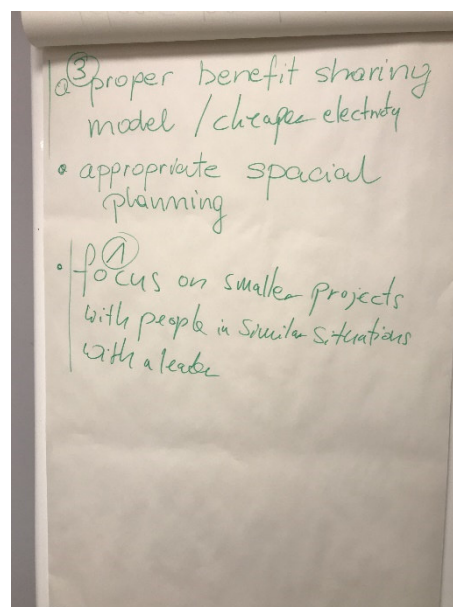 ③
• proper benefit sharing
model / cheaper electricity
• appropriate spacial
planning
①
• focus on smaller projects
with people in similar situations
with a leader